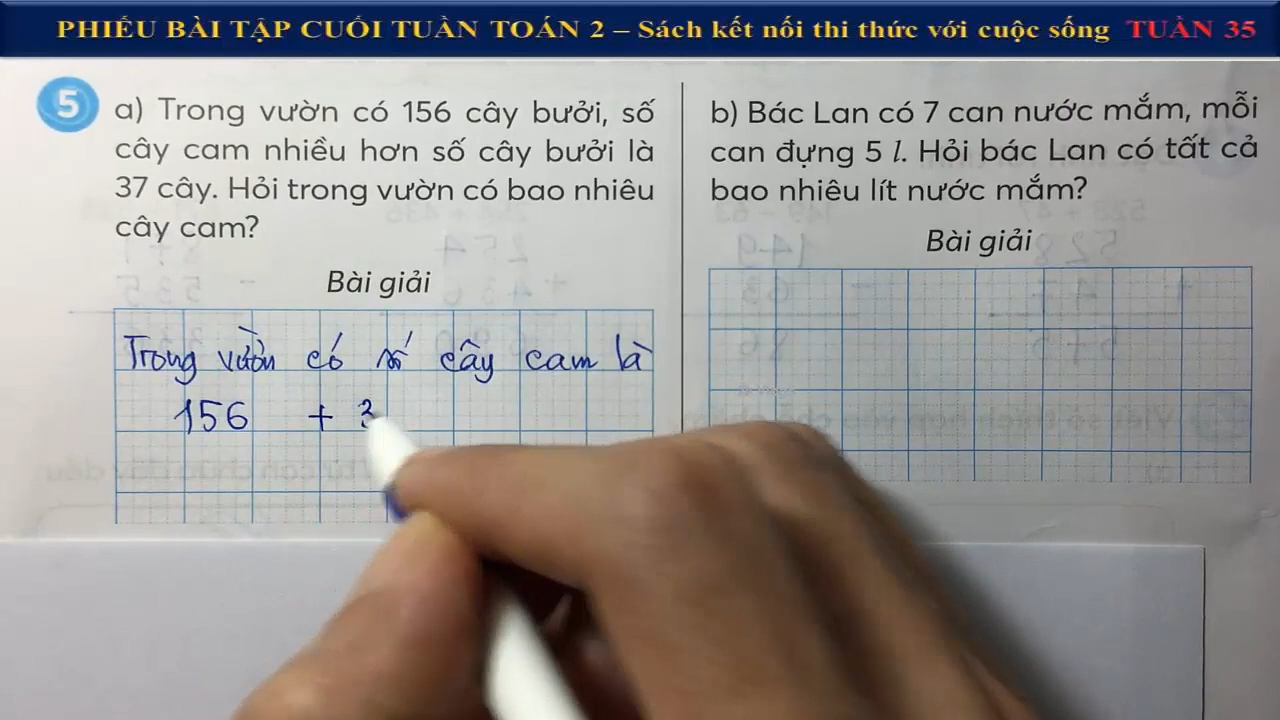 PHIẾU BÀI TẬP CUỐI TUẦN TOÁN 2 – Sách kết nối thi thức với cuộc sống TUẦN 35
5
a) Trong vườn có 156 cây bưởi, số
cây cam nhiều hơn số cây bưởi là
37 cây. Hỏi trong vườn có bao nhiêu
cây cam?
Bài giải
Trong vườn có số cây cam là
156 + 3
b) Bác Lan có 7 can nước mắm, mỗi
can đựng 5 l. Hỏi bác Lan có tất cả
bao nhiêu lít nước mắm?
Bài giải